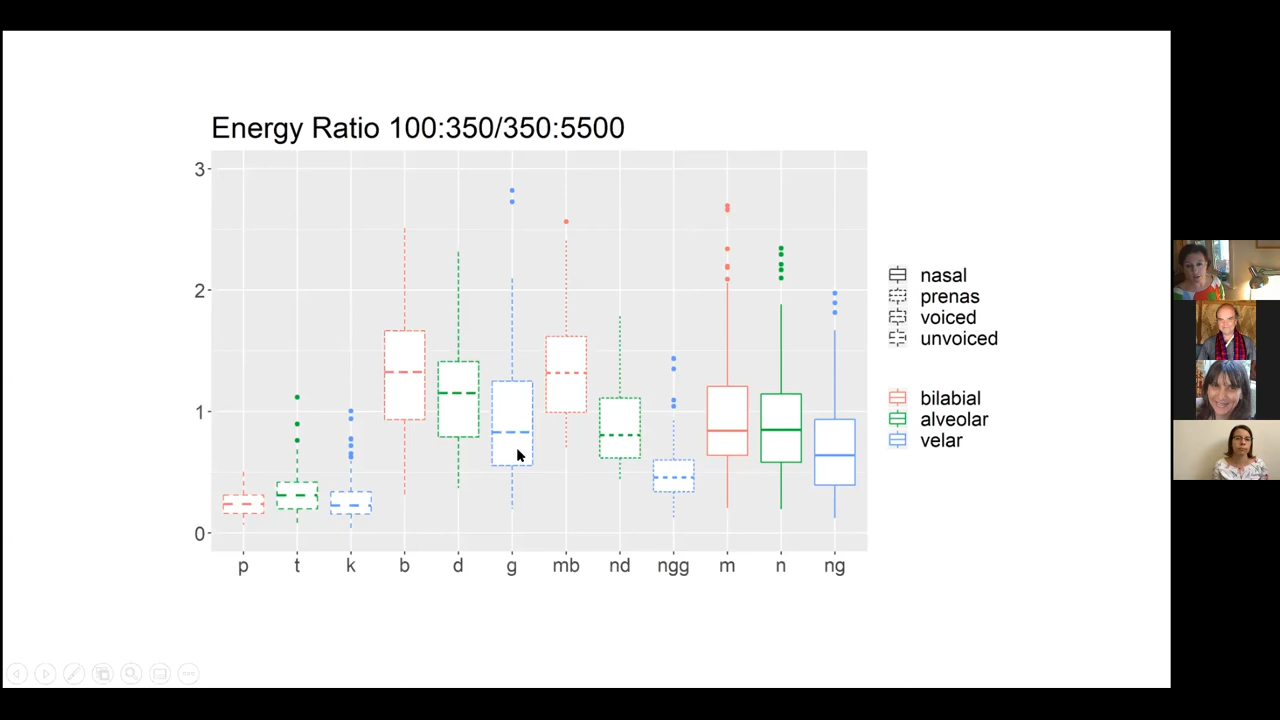 Energy Ratio 100:350/350:5500
3
2
1
0
p t k b d g mb nd ngg m n ng
nasal
prenas
voiced
unvoiced
bilabial
alveolar
velar